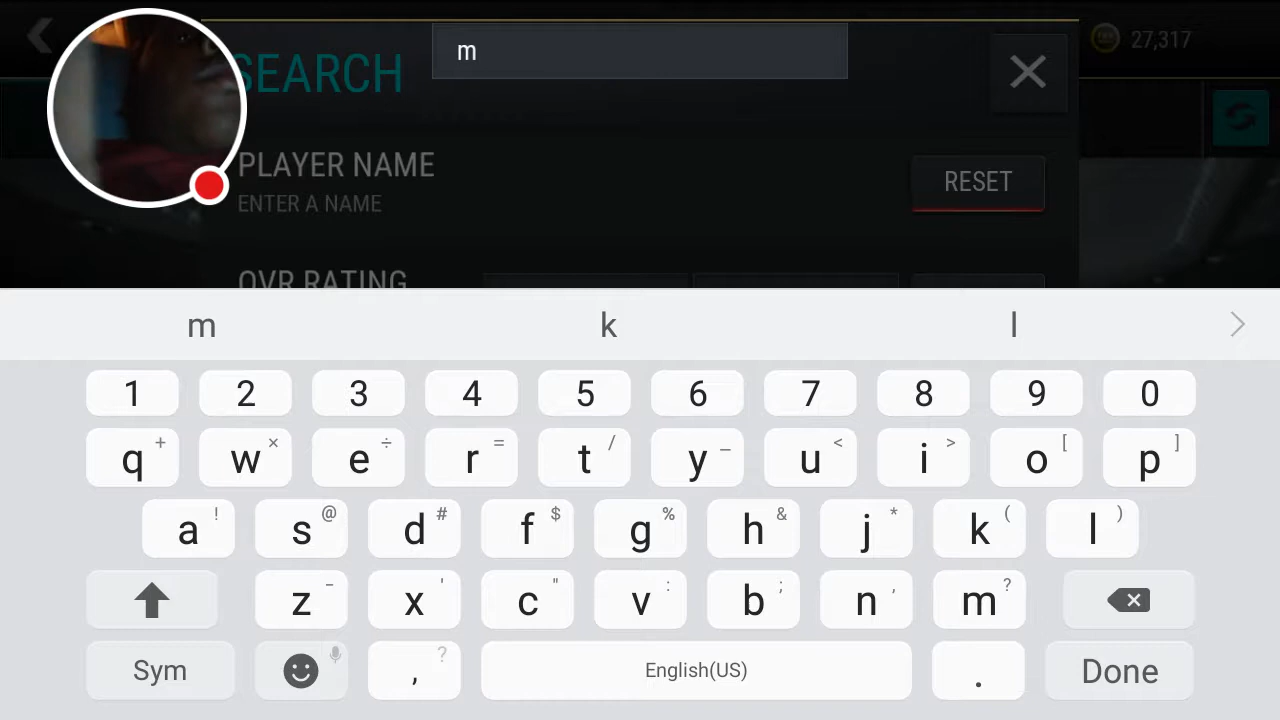 m
27,317
SEARCH
PLAYER NAME
RESET
ENTER A NAME
OVR RATING
m k l
1 2 3 4 5 6 7 8 9 0
q + w × e ÷ r = t / y _ u < i > o [ p ]
a ! s @ d # f $ g % h & j * k ( l )
z - x ' c " v : b ; n , m ?
Sym , ? English(US) . Done